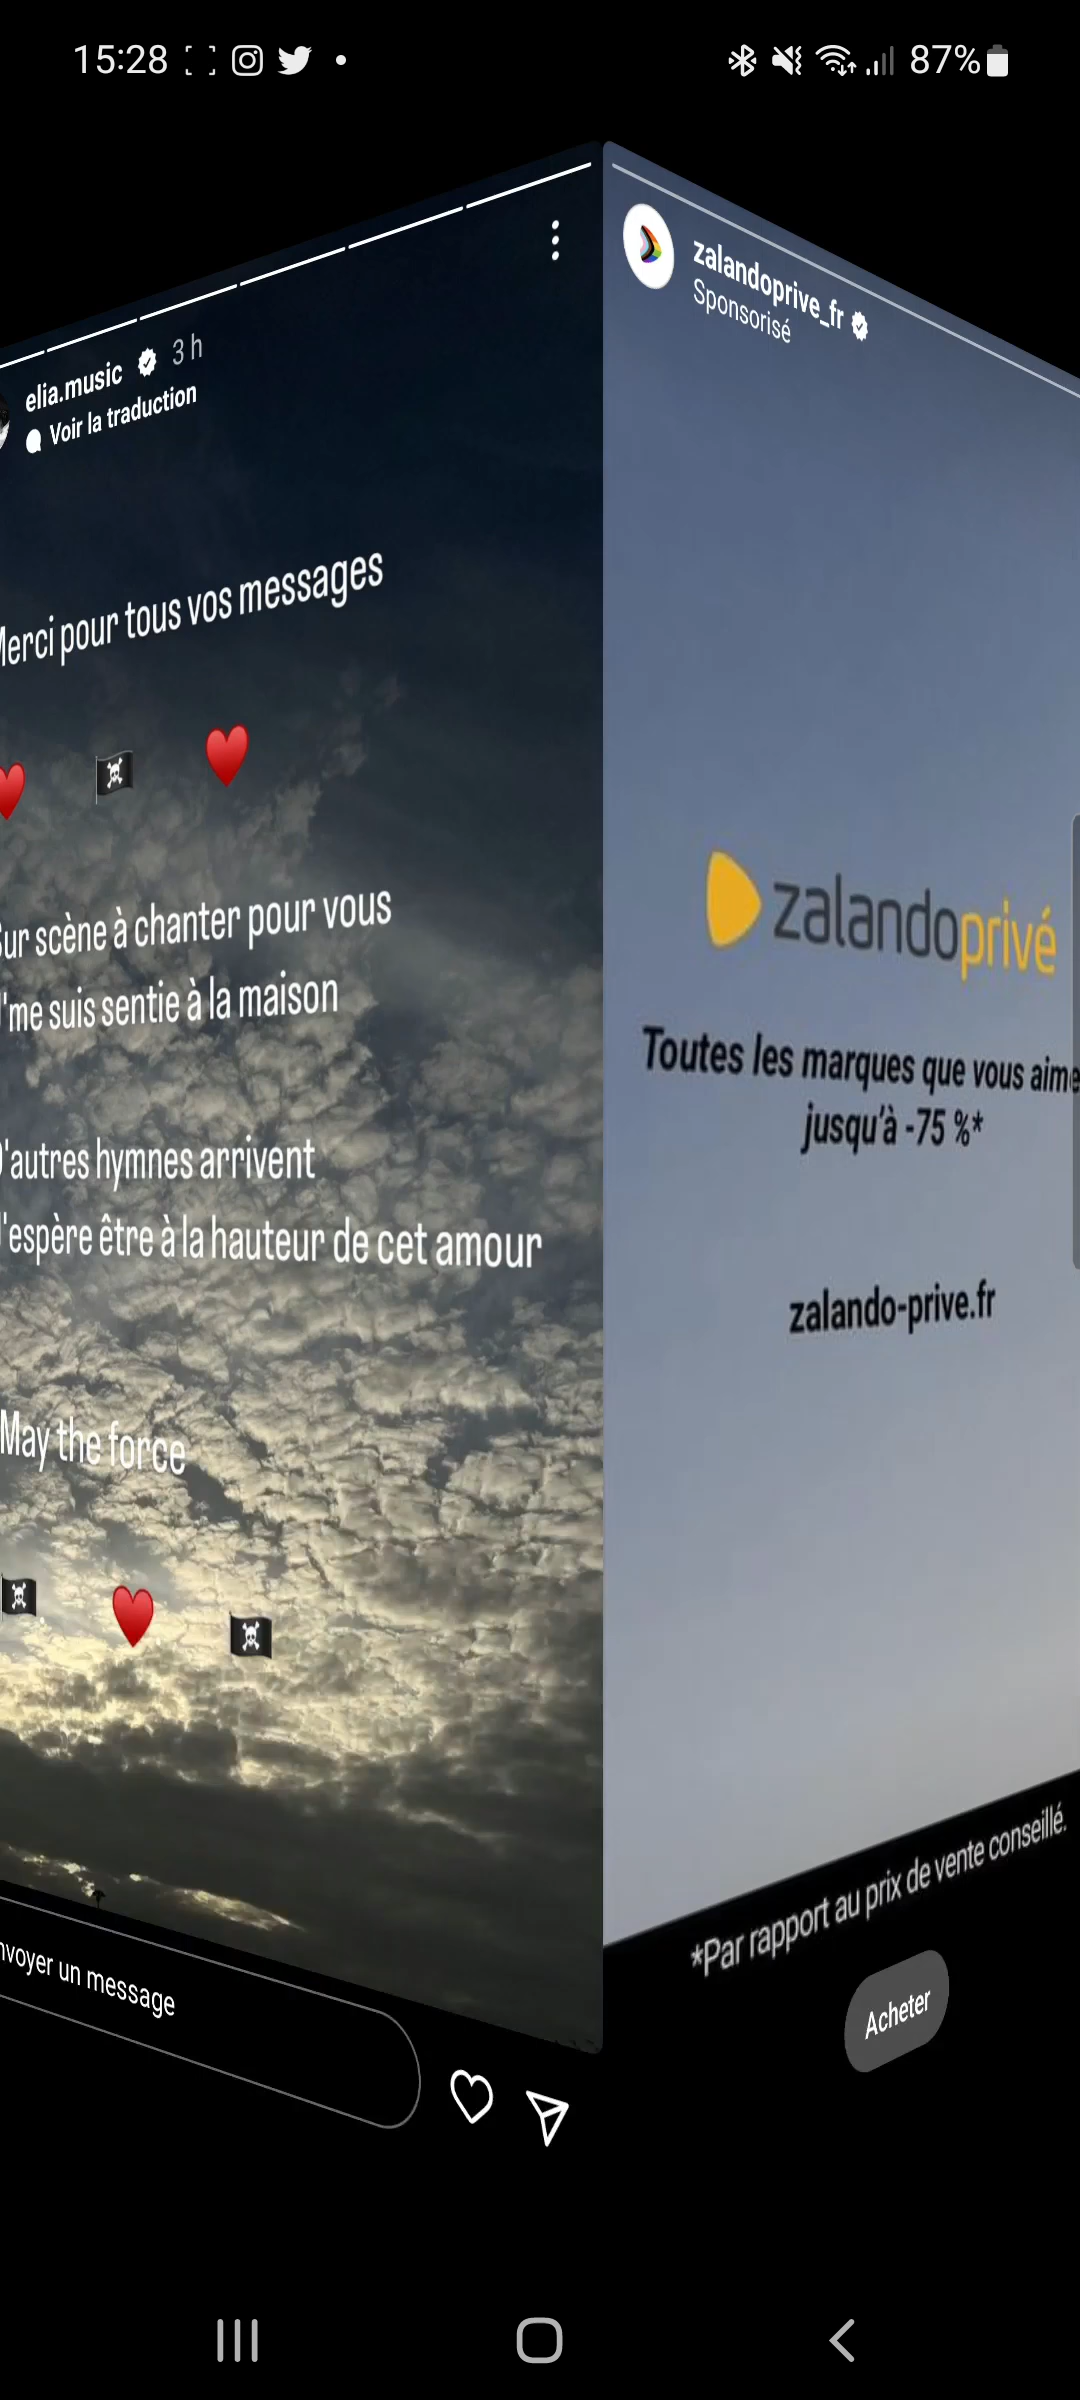 15:28
87%
elia.music 3 h
Voir la traduction
Merci pour tous vos messages
Sur scène à chanter pour vous
J'me suis sentie à la maison
D'autres hymnes arrivent
J'espère être à la hauteur de cet amour
May the force
nvoyer un message
zalandoprive_fr
Sponsorisé
zalandoprivé
Toutes les marques que vous aime
jusqu'à -75 %*
zalando-prive.fr
*Par rapport au prix de vente conseillé.
Acheter